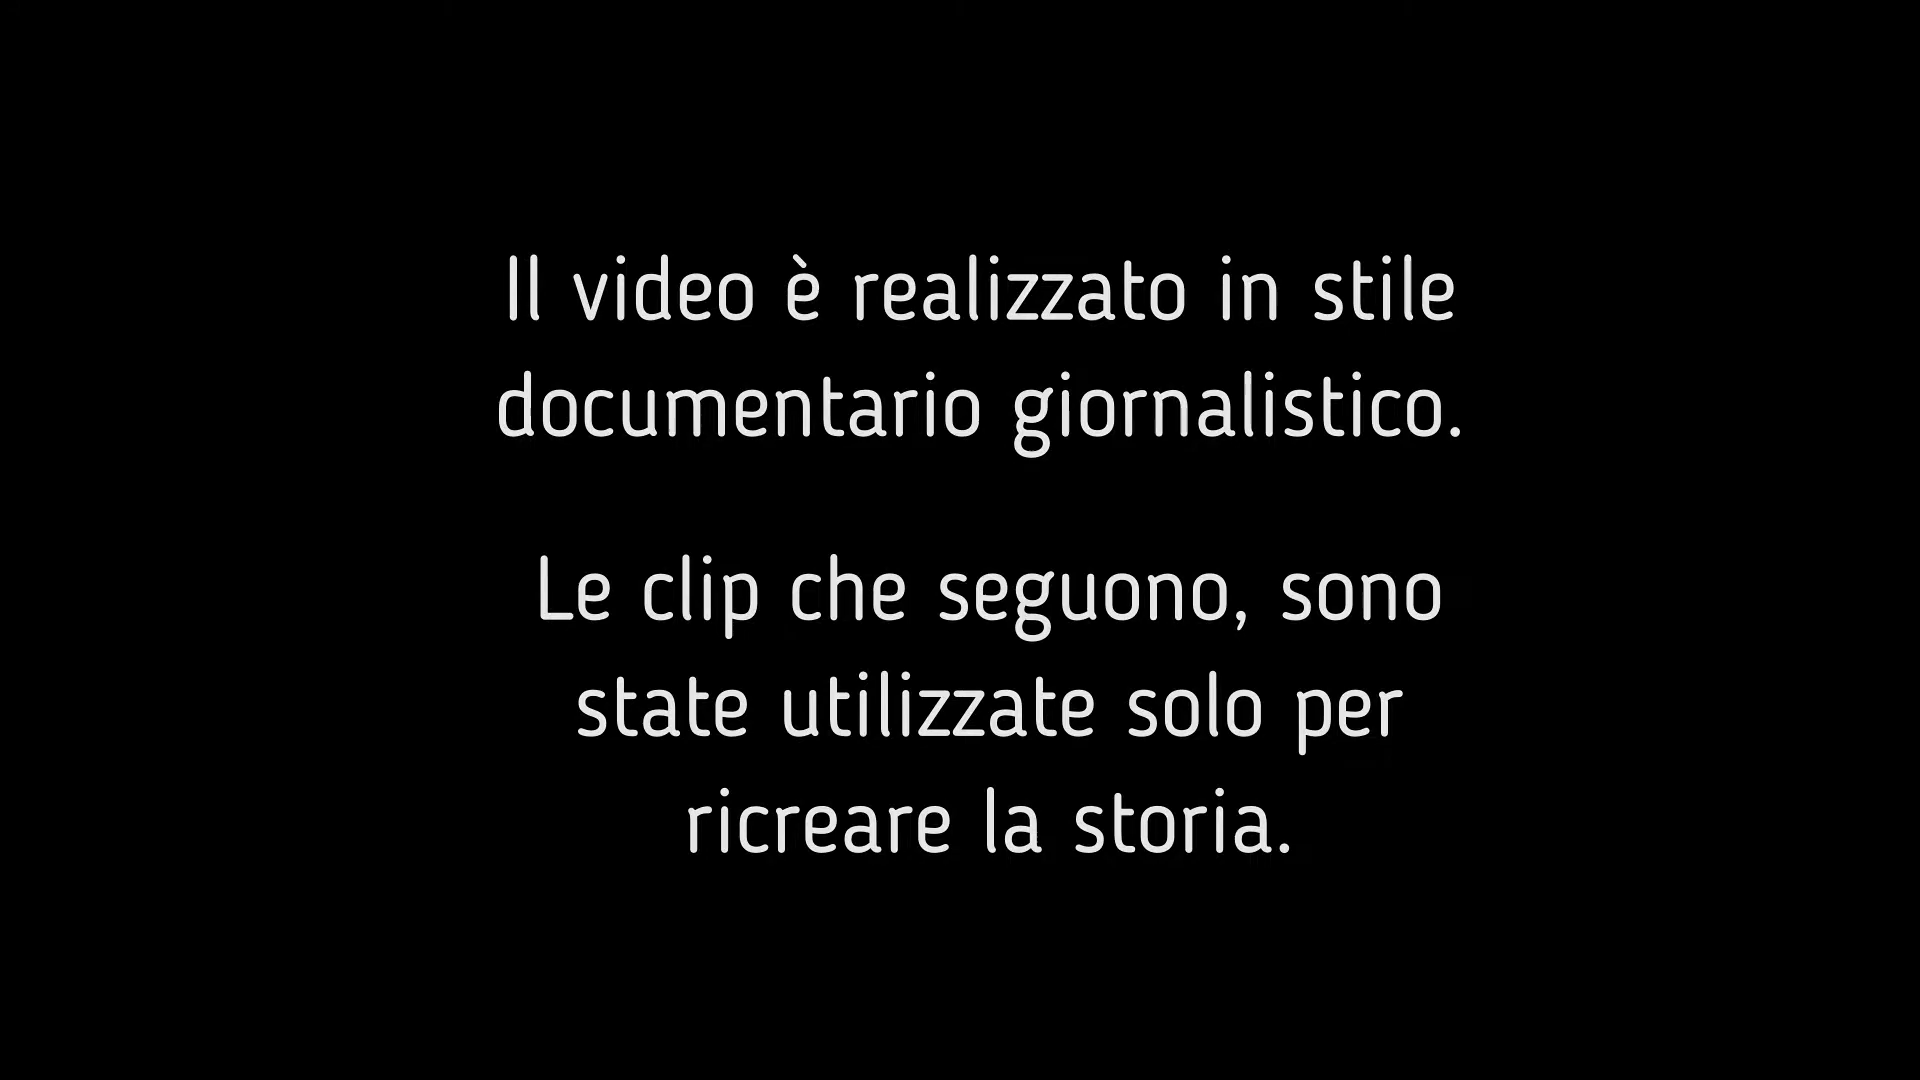 Il video è realizzato in stile
documentario giornalistico.
Le clip che seguono, sono
state utilizzate solo per
ricreare la storia.